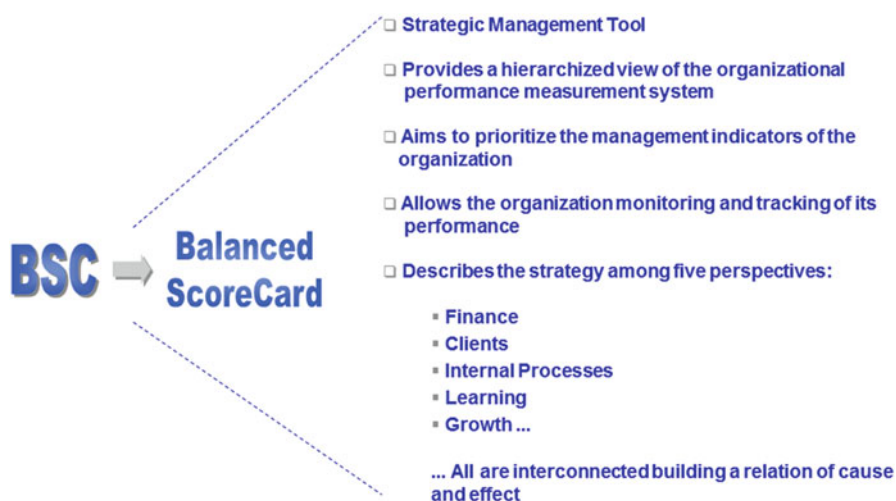 Strategic Management Tool
Provides a hierarchized view of the organizational
performance measurement system
Aims to prioritize the management indicators of the
organization
Allows the organization monitoring and tracking of its
performance
BSC
Balanced
ScoreCard
Describes the strategy among five perspectives:
Finance
Clients
Internal Processes
Learning
Growth ...
... All are interconnected building a relation of cause
and effect